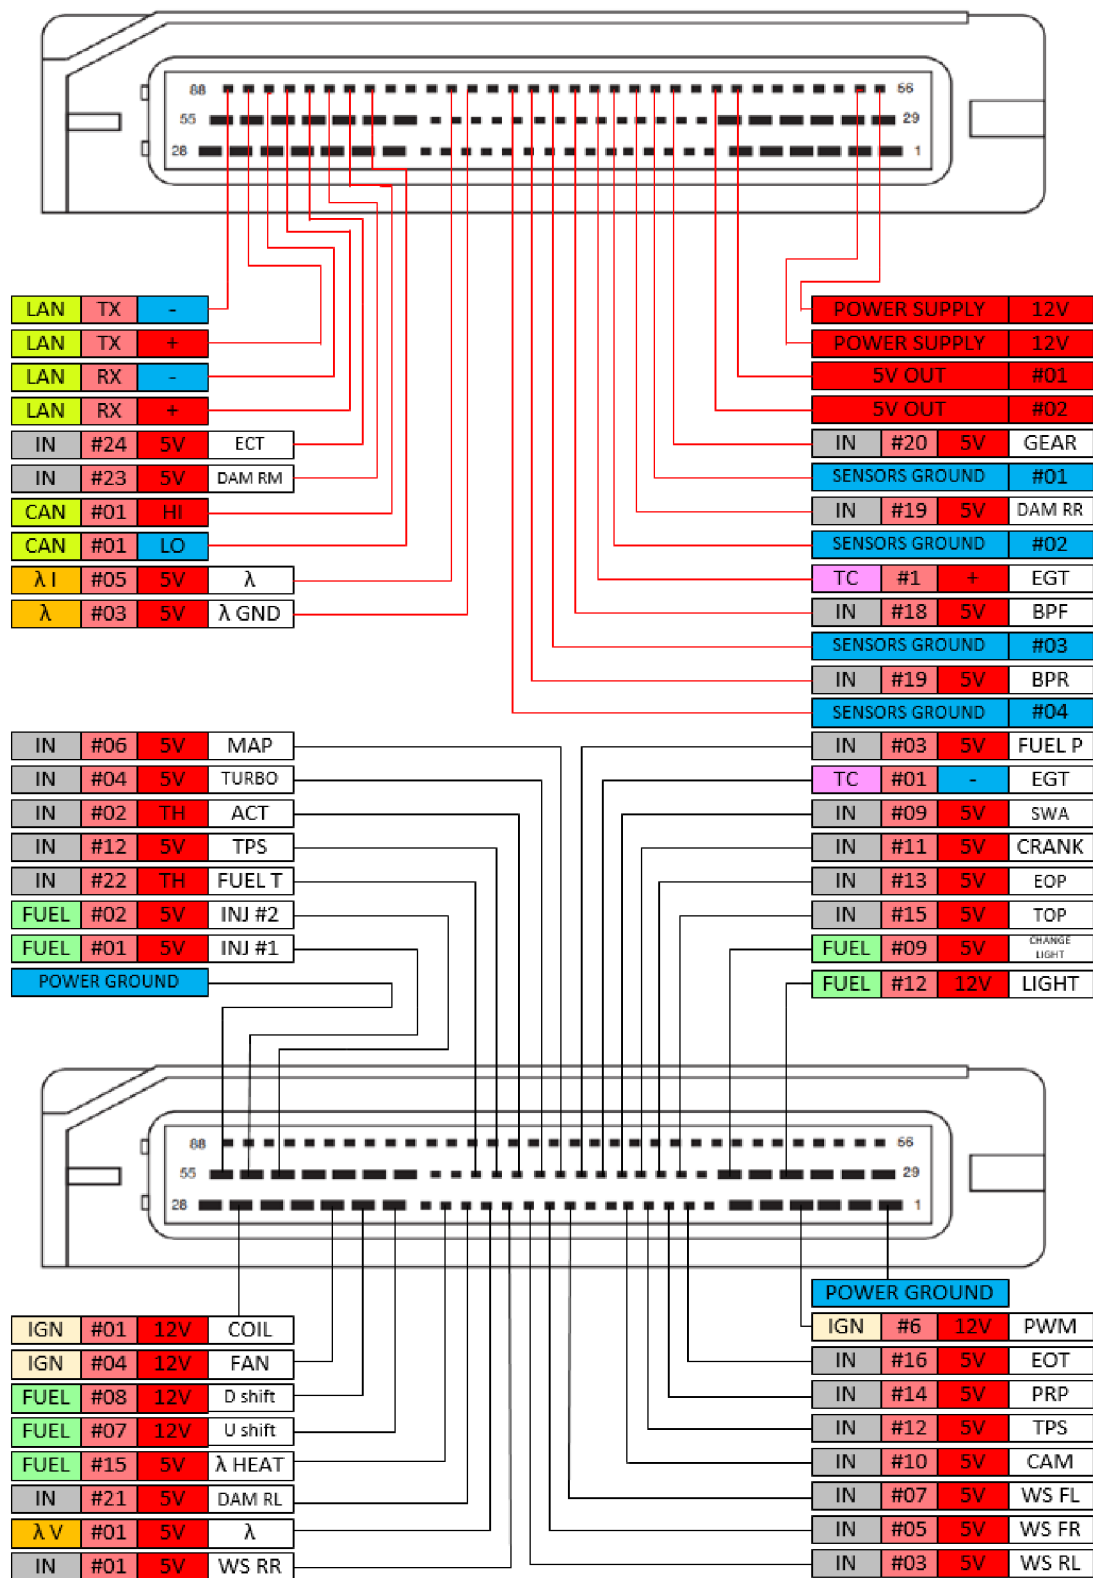 88 56
55 29
28 1
LAN TX -
LAN TX +
LAN RX -
LAN RX +
IN #24 5V ECT
IN #23 5V DAM RM
CAN #01 HI
CAN #01 LO
λ I #05 5V λ
λ #03 5V λ GND
POWER SUPPLY 12V
POWER SUPPLY 12V
5V OUT #01
5V OUT #02
IN #20 5V GEAR
SENSORS GROUND #01
IN #19 5V DAM RR
SENSORS GROUND #02
TC #1 + EGT
IN #18 5V BPF
SENSORS GROUND #03
IN #19 5V BPR
SENSORS GROUND #04
IN #06 5V MAP
IN #04 5V TURBO
IN #02 TH ACT
IN #12 5V TPS
IN #22 TH FUEL T
FUEL #02 5V INJ #2
FUEL #01 5V INJ #1
POWER GROUND
IN #03 5V FUEL P
TC #01 - EGT
IN #09 5V SWA
IN #11 5V CRANK
IN #13 5V EOP
IN #15 5V TOP
FUEL #09 5V CHANGE
LIGHT
FUEL #12 12V LIGHT
88 56
55 29
28 1
IGN #01 12V COIL
IGN #04 12V FAN
FUEL #08 12V D shift
FUEL #07 12V U shift
FUEL #15 5V λ HEAT
IN #21 5V DAM RL
λ V #01 5V λ
IN #01 5V WS RR
POWER GROUND
IGN #6 12V PWM
IN #16 5V EOT
IN #14 5V PRP
IN #12 5V TPS
IN #10 5V CAM
IN #07 5V WS FL
IN #05 5V WS FR
IN #03 5V WS RL